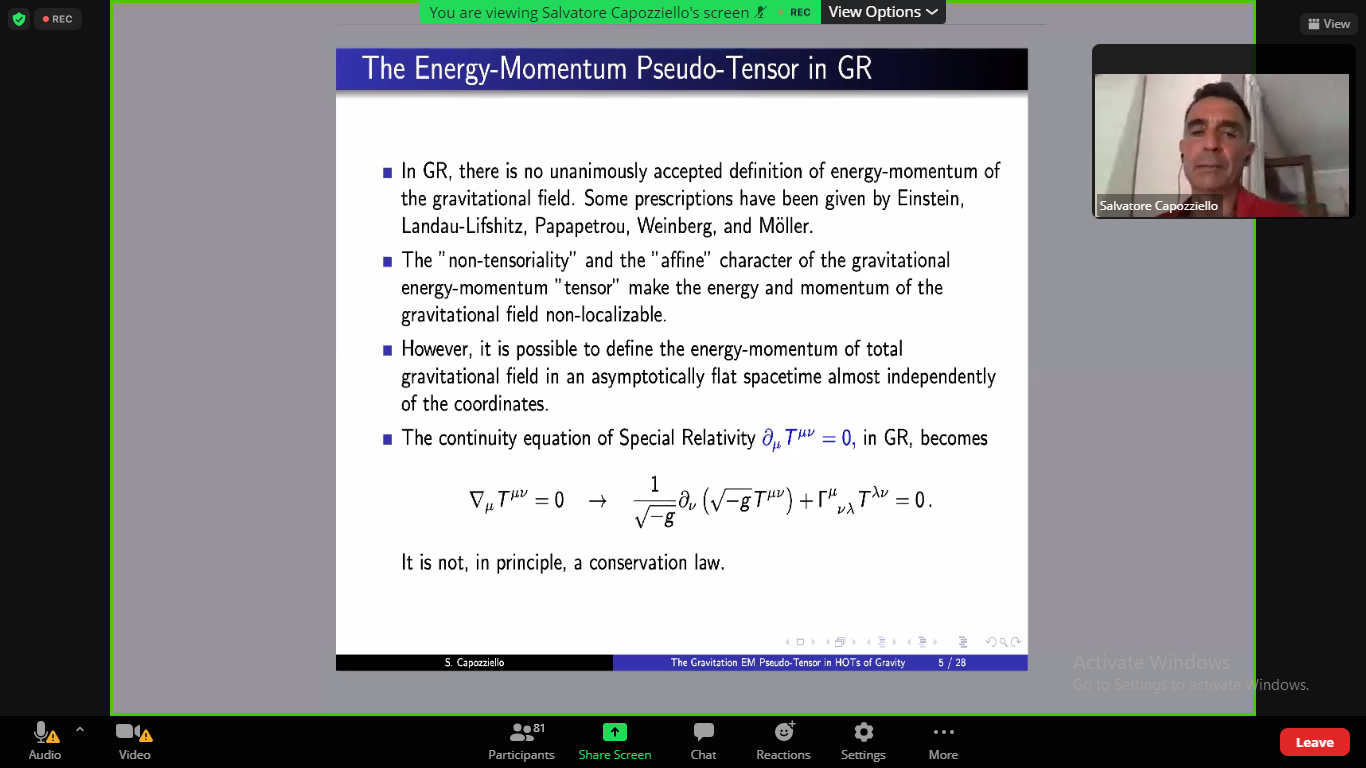 REC
You are viewing Salvatore Capozziello's screen
REC
View Options
View
The Energy-Momentum Pseudo-Tensor in GR
Salvatore Capozziello
In GR, there is no unanimously accepted definition of energy-momentum of
the gravitational field. Some prescriptions have been given by Einstein,
Landau-Lifshitz, Papapetrou, Weinberg, and Möller.
The "non-tensoriality" and the "affine" character of the gravitational
energy-momentum "tensor" make the energy and momentum of the
gravitational field non-localizable.
However, it is possible to define the energy-momentum of total
gravitational field in an asymptotically flat spacetime almost independently
of the coordinates.
The continuity equation of Special Relativity ∂_μ T^{μν} = 0, in GR, becomes
∇_μ T^{μν} = 0 → 1/√−g ∂_ν (√−g T^{μν}) + Γ^μ_{νλ} T^{λν} = 0 .
It is not, in principle, a conservation law.
S. Capozziello
The Gravitation EM Pseudo-Tensor in HOTs of Gravity
5 / 28
Activate Windows
Go to Settings to activate Windows.
Audio
Video
81
Participants
Share Screen
Chat
Reactions
Settings
More
Leave